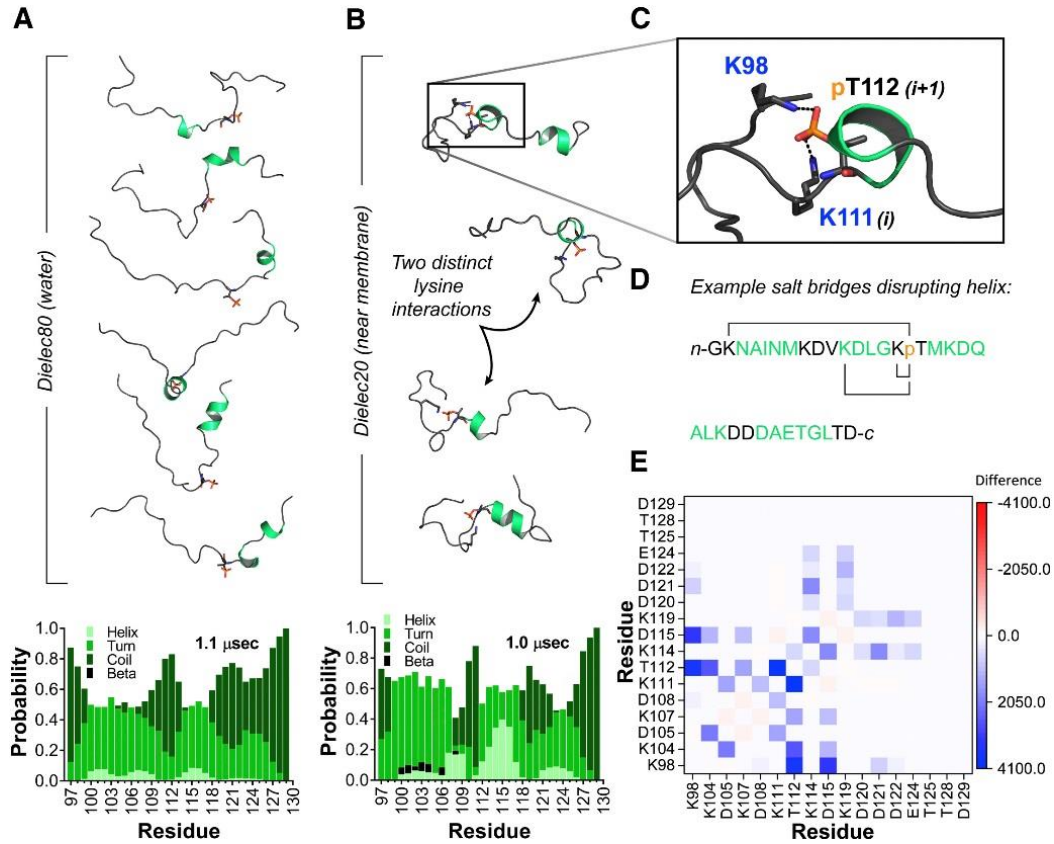 A
B
C
D
E
Dielec80 (water)
Dielec20 (near membrane)
Two distinct
lysine
interactions
K98
pT112 (i+1)
K111 (i)
Example salt bridges disrupting helix:
n-GKNAINMKDVKDLGKpTMKDQ
ALKDDDAETGLTD-c
Helix
Turn
Coil
Beta
1.1 µsec
Probability
1.0
0.8
0.6
0.4
0.2
0.0
97 100 103 106 109 112 115 118 121 124 127 130
Residue
Helix
Turn
Coil
Beta
1.0 µsec
Probability
1.0
0.8
0.6
0.4
0.2
0.0
97 100 103 106 109 112 115 118 121 124 127 130
Residue
Residue
D129
T128
T125
E124
D122
D121
D120
K119
D115
K114
T112
K111
D108
K107
D105
K104
K98
K98 K104 D105 K107 D108 K111 T112 K114 D115 K119 D120 D121 D122 E124 T125 T128 D129
Residue
Difference
-4100.0
-2050.0
0.0
2050.0
4100.0